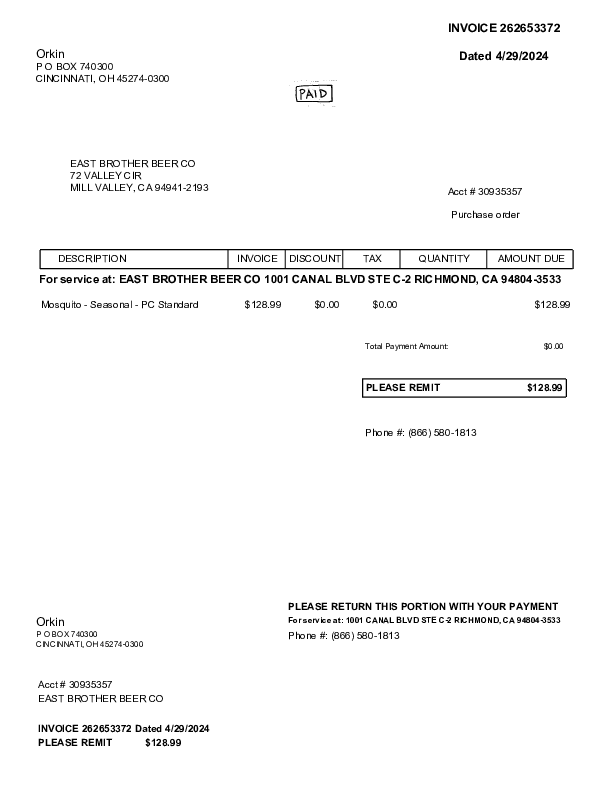 INVOICE 262653372
Orkin
Dated 4/29/2024
P O BOX 740300
CINCINNATI, OH 45274-0300
PAID
EAST BROTHER BEER CO
72 VALLEY CIR
MILL VALLEY, CA 94941-2193
Acct # 30935357
Purchase order
DESCRIPTION INVOICE DISCOUNT TAX QUANTITY AMOUNT DUE
For service at: EAST BROTHER BEER CO 1001 CANAL BLVD STE C-2 RICHMOND, CA 94804-3533
Mosquito - Seasonal - PC Standard $128.99 $0.00 $0.00 $128.99
Total Payment Amount: $0.00
PLEASE REMIT $128.99
Phone #: (866) 580-1813
PLEASE RETURN THIS PORTION WITH YOUR PAYMENT
For service at: 1001 CANAL BLVD STE C-2 RICHMOND, CA 94804-3533
Phone #: (866) 580-1813
Orkin
P O BOX 740300
CINCINNATI, OH 45274-0300
Acct # 30935357
EAST BROTHER BEER CO
INVOICE 262653372 Dated 4/29/2024
PLEASE REMIT $128.99